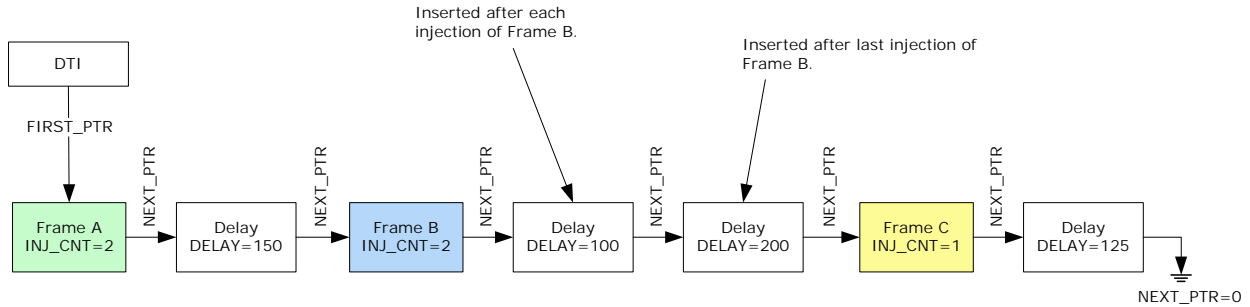 Inserted after each
injection of Frame B.
Inserted after last injection of
Frame B.
DTI
FIRST_PTR
NEXT_PTR
NEXT_PTR
NEXT_PTR
NEXT_PTR
NEXT_PTR
NEXT_PTR
Frame A
INJ_CNT=2
Delay
DELAY=150
Frame B
INJ_CNT=2
Delay
DELAY=100
Delay
DELAY=200
Frame C
INJ_CNT=1
Delay
DELAY=125
NEXT_PTR=0